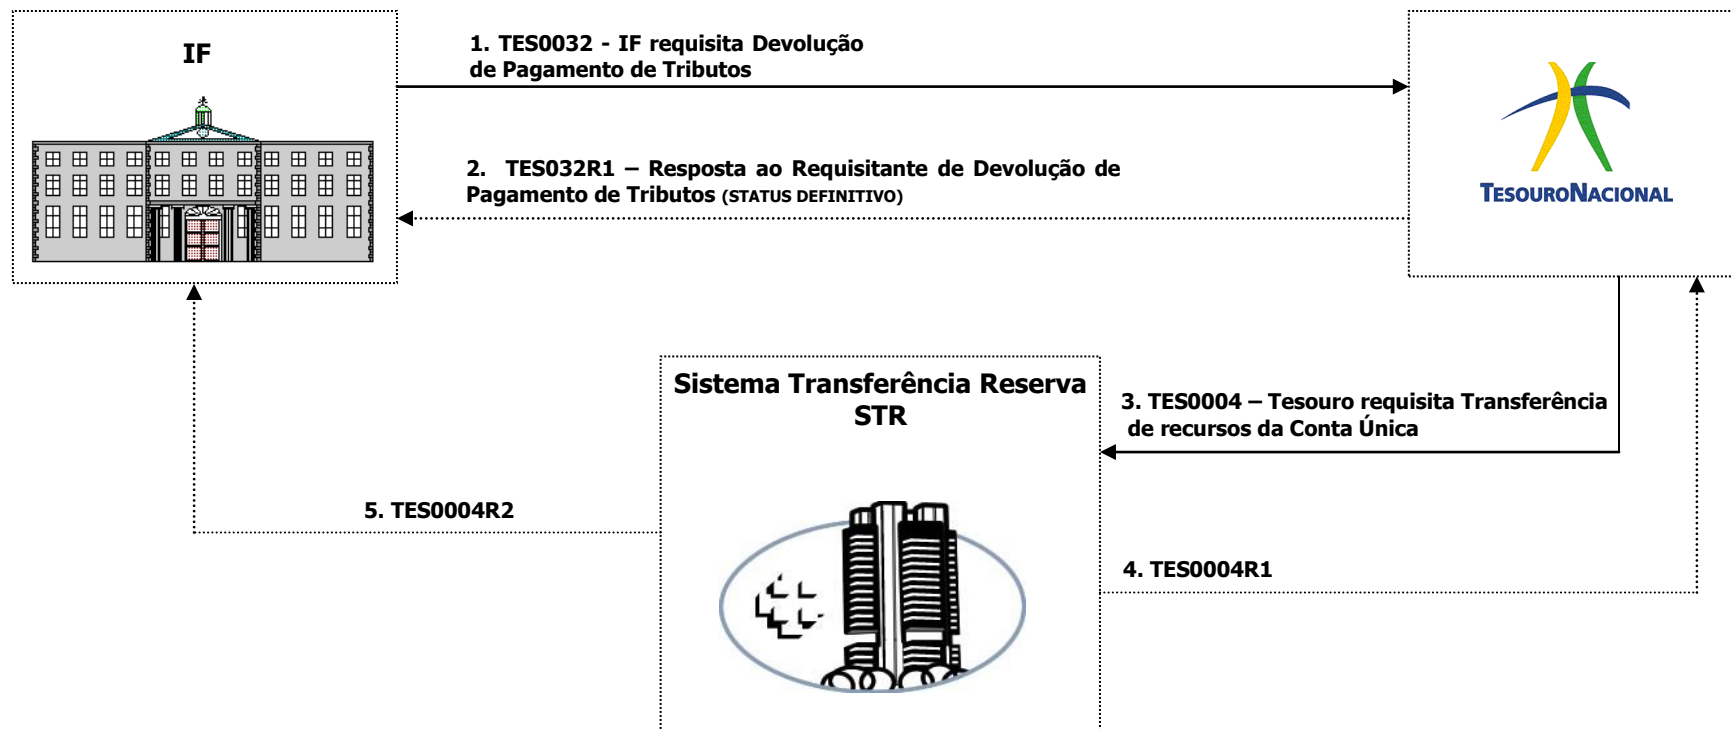 IF
1. TES0032 - IF requisita Devolução
de Pagamento de Tributos
2. TES032R1 – Resposta ao Requisitante de Devolução de
Pagamento de Tributos (STATUS DEFINITIVO)
TESOURONACIONAL
Sistema Transferência Reserva
STR
3. TES0004 – Tesouro requisita Transferência
de recursos da Conta Única
5. TES0004R2
4. TES0004R1